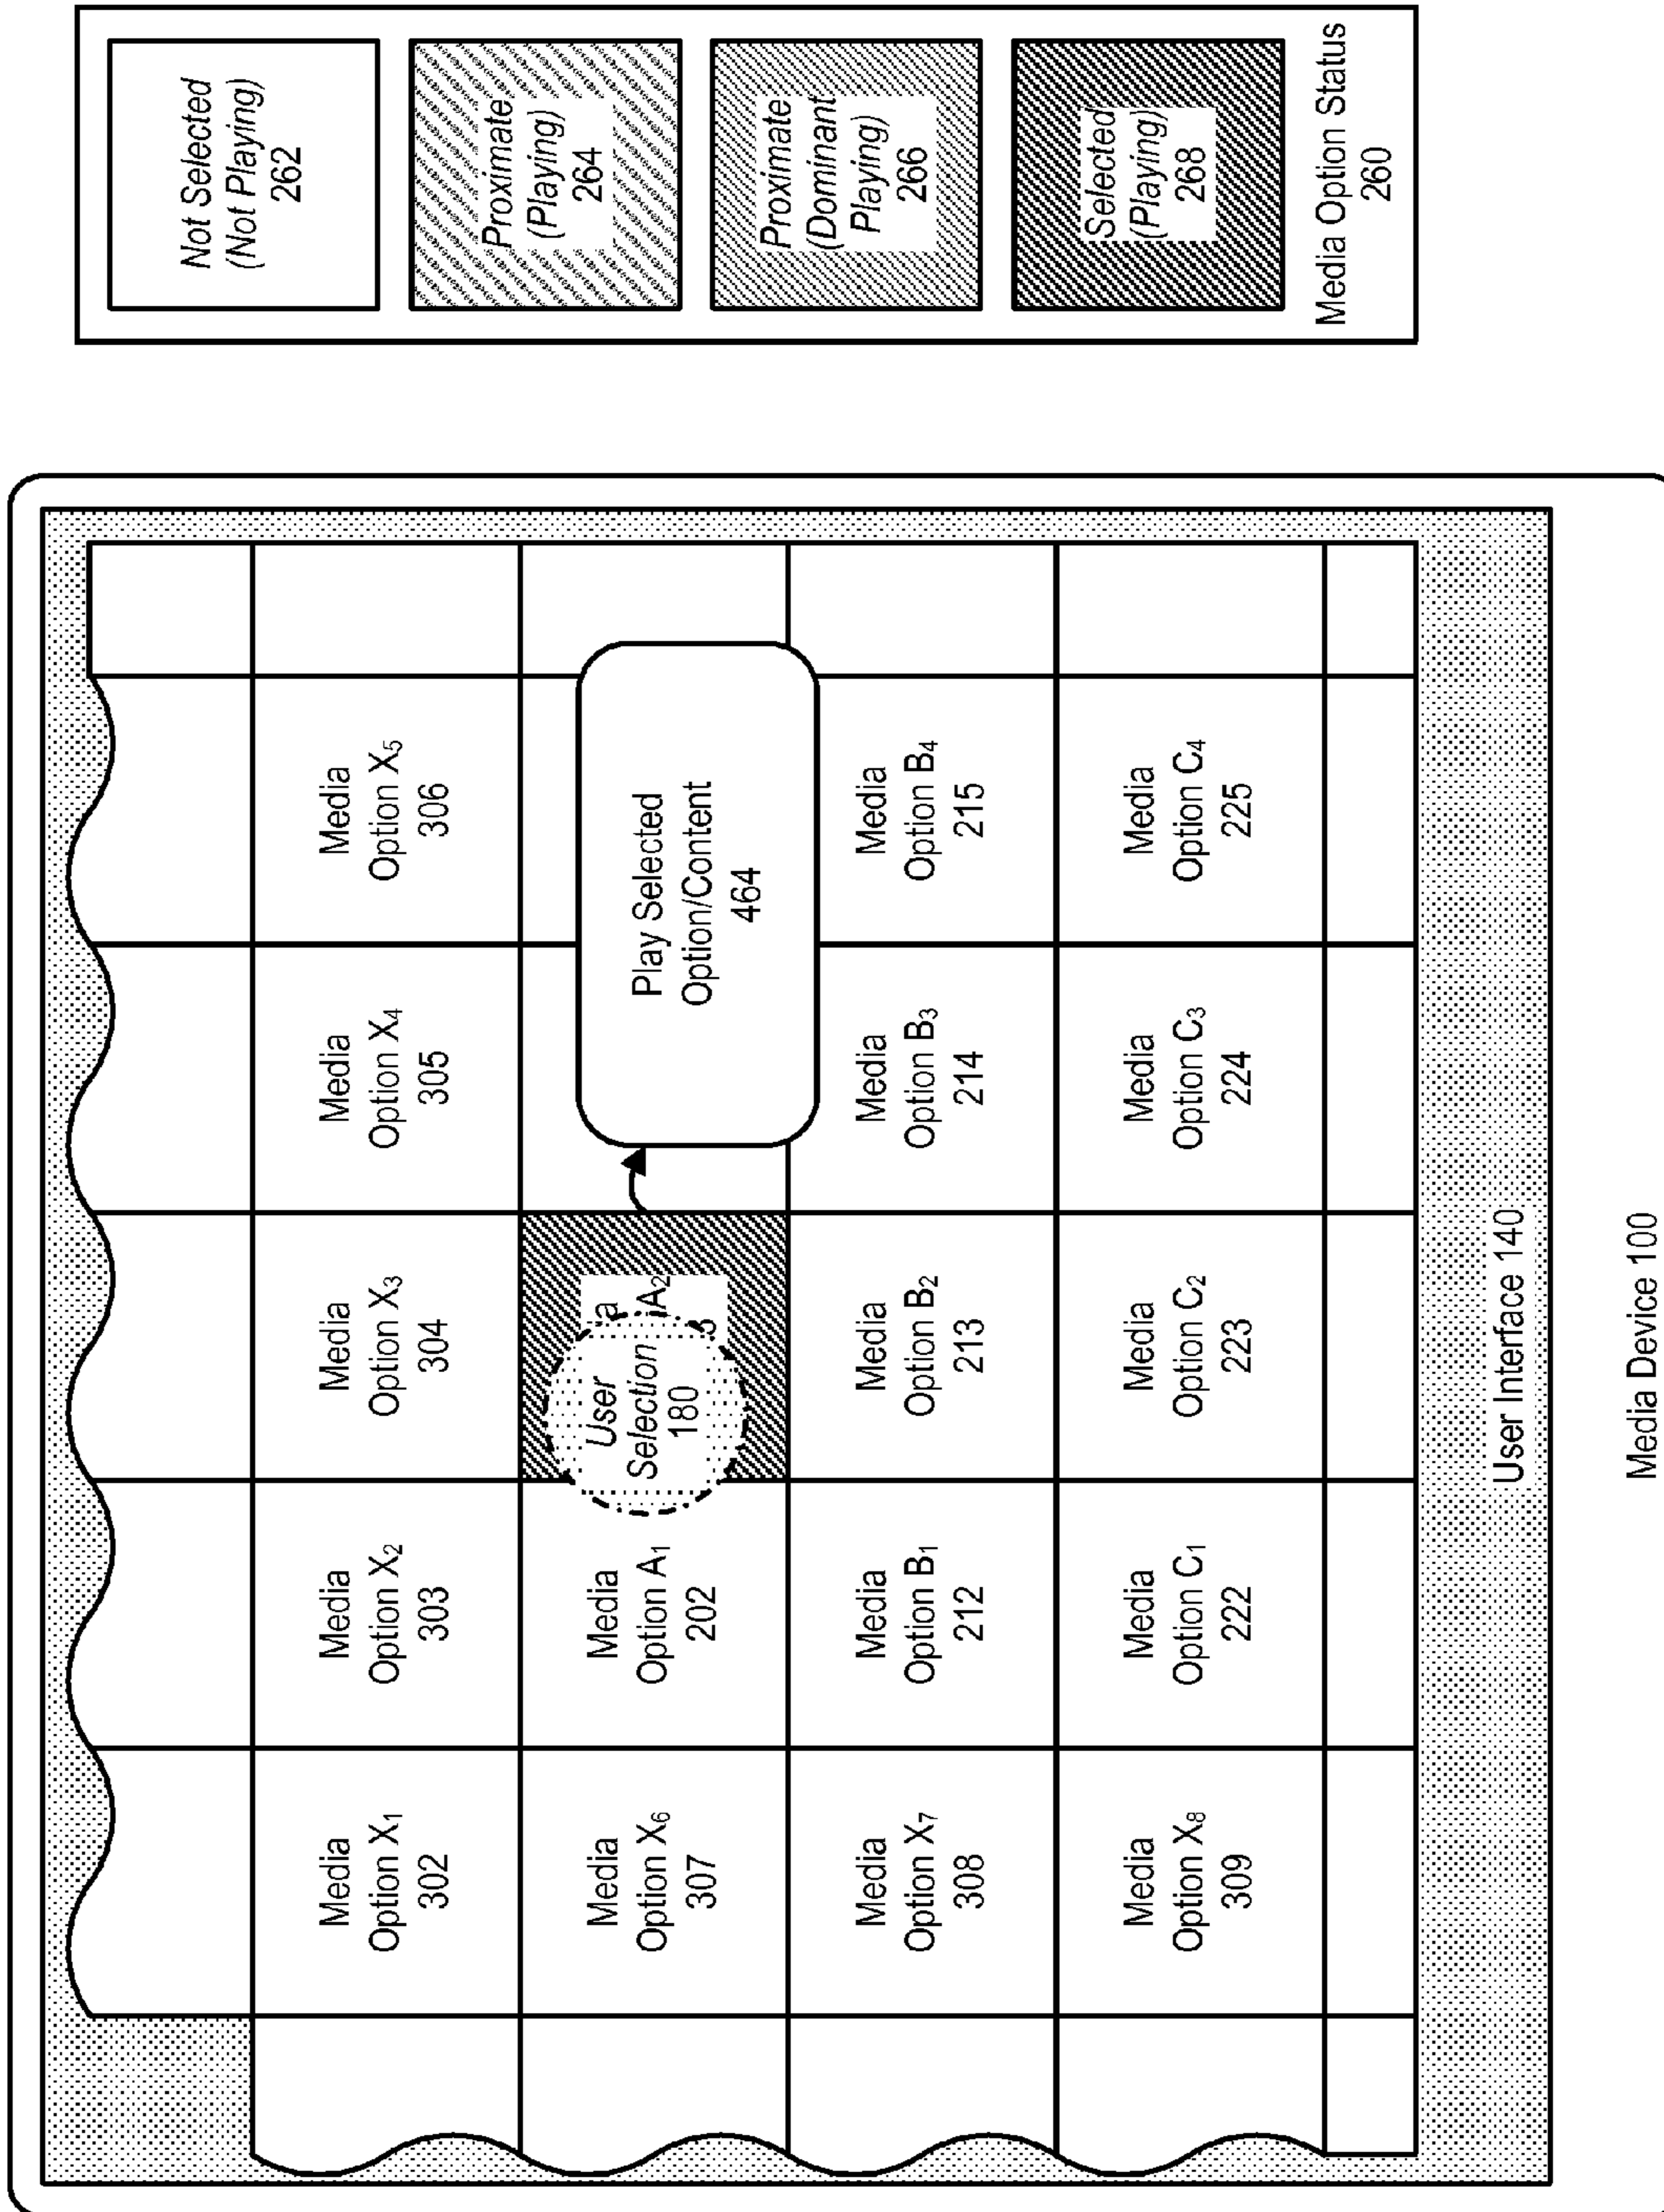 Media
Option X₁
302
Media
Option X₂
303
Media
Option X₃
304
Media
Option X₄
305
Media
Option X₅
306
Media
Option X₆
307
Media
Option A₁
202
User
Selection
180
A₂
Play Selected
Option/Content
464
Media
Option X₇
308
Media
Option B₁
212
Media
Option B₂
213
Media
Option B₃
214
Media
Option B₄
215
Media
Option X₈
309
Media
Option C₁
222
Media
Option C₂
223
Media
Option C₃
224
Media
Option C₄
225
User Interface 140
Media Device 100
Not Selected
(Not Playing)
262
Proximate
(Playing)
264
Proximate
(Dominant
Playing)
266
Selected
(Playing)
268
Media Option Status
260